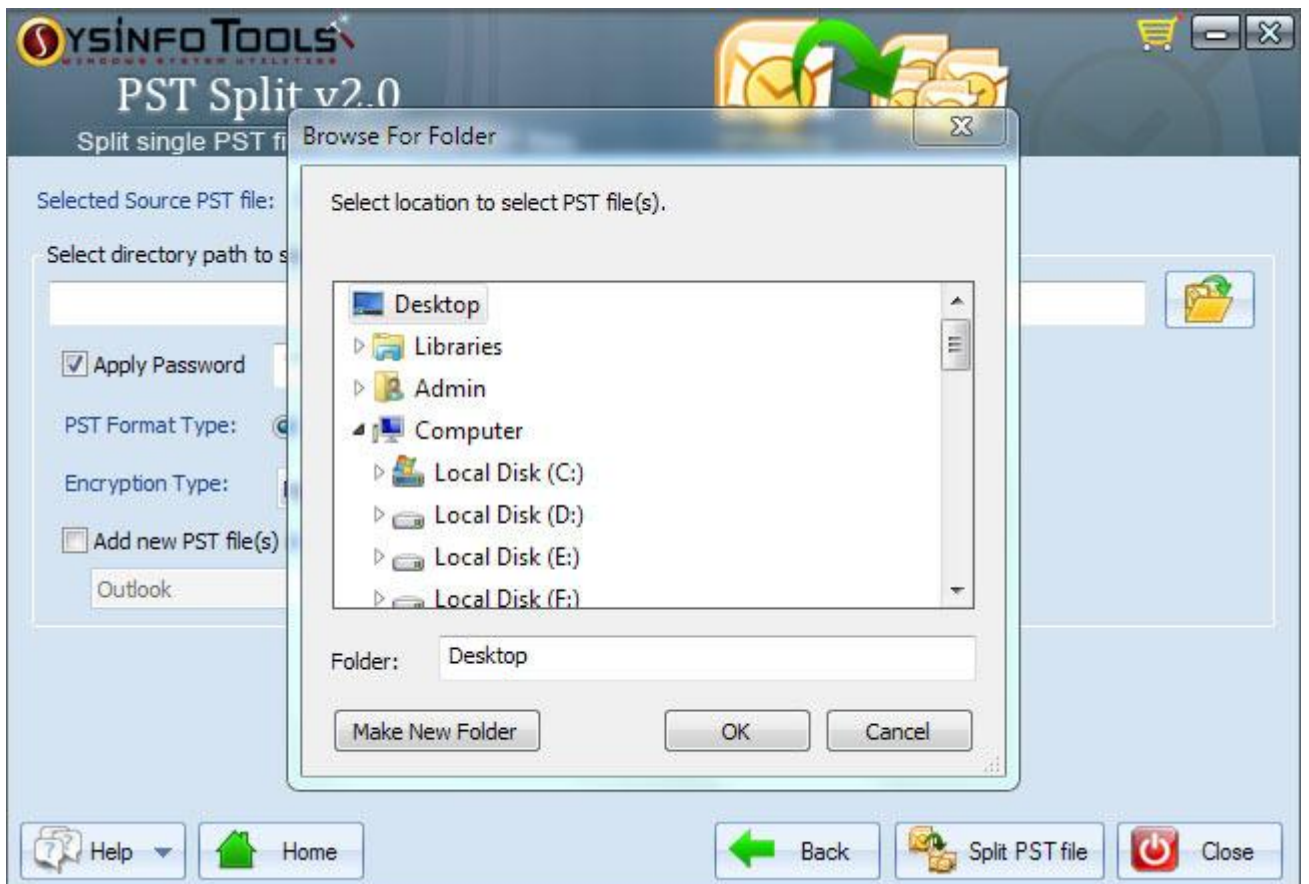 SYSINFO TOOLS
WINDOWS SYSTEM UTILITIES
PST Split v2.0
Split single PST
Browse For Folder
Selected Source PST file:
Select location to select PST file(s).
Select directory path to
Desktop
Libraries
Apply Password
Admin
PST Format Type:
Computer
Local Disk (C:)
Encryption Type:
Local Disk (D:)
Add new PST file(s)
Local Disk (E:)
Outlook
Local Disk (F:)
Folder: Desktop
Make New Folder OK Cancel
Help Home Back Split PST file Close